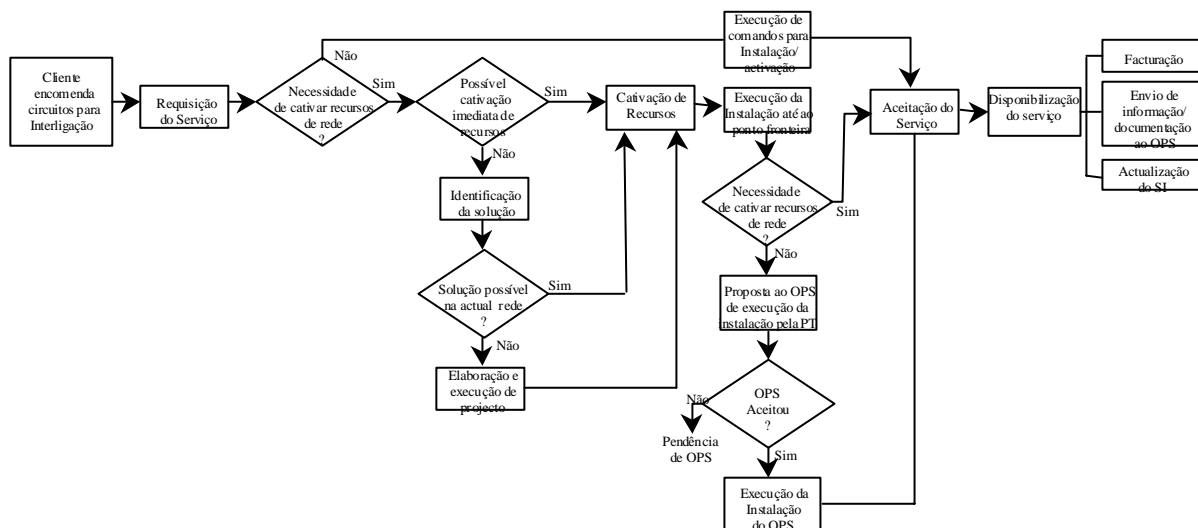 Cliente
encomenda
circuitos para
Interligação
Requisição
do Serviço
Necessidade
de cativar recursos
de rede
?
Não
Sim
Possível
cativação
imediata de
recursos
Sim
Não
Identificação
da solução
Solução possível
na actual rede
?
Sim
Não
Elaboração e
execução de
projecto
Cativação de
Recursos
Execução de
comandos para
Instalação/
activação
Execução da
Instalação até ao
ponto fronteira
Necessidade
de cativar recursos
de rede
?
Sim
Não
Proposta ao OPS
de execução da
instalação pela PT
OPS
Aceitou
?
Não
Pendência
de OPS
Sim
Execução da
Instalação
do OPS
Aceitação do
Serviço
Disponibilização
do serviço
Facturação
Envio de
informação/
documentação
ao OPS
Actualização
do SI